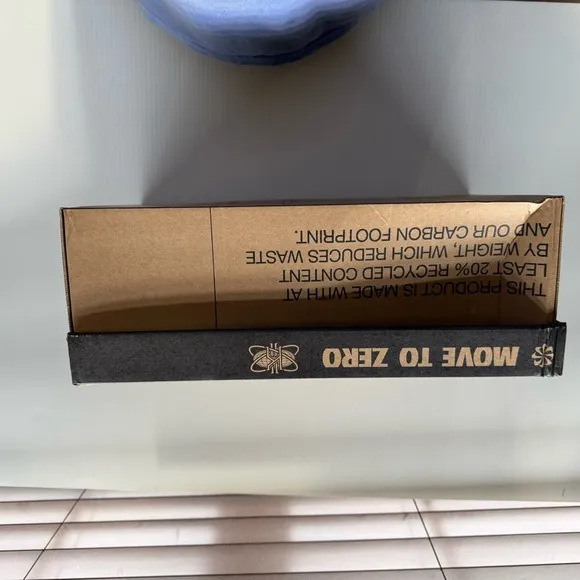 THIS PRODUCT IS MADE WITH AT
LEAST 20% RECYCLED CONTENT
BY WEIGHT, WHICH REDUCES WASTE
AND OUR CARBON FOOTPRINT.
MOVE TO ZERO